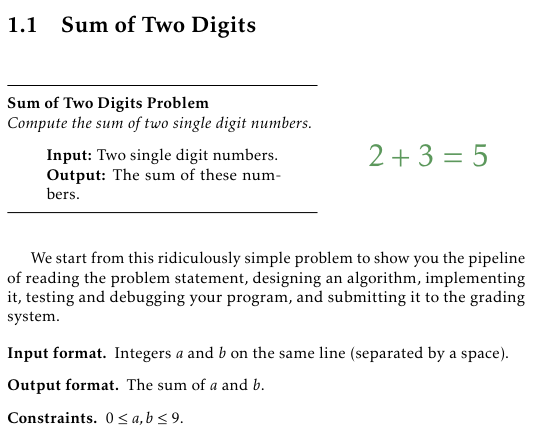 1.1 Sum of Two Digits
Sum of Two Digits Problem
Compute the sum of two single digit numbers.
Input: Two single digit numbers.
Output: The sum of these num-
bers.
2 + 3 = 5
We start from this ridiculously simple problem to show you the pipeline
of reading the problem statement, designing an algorithm, implementing
it, testing and debugging your program, and submitting it to the grading
system.
Input format. Integers a and b on the same line (separated by a space).
Output format. The sum of a and b.
Constraints. 0 ≤ a, b ≤ 9.